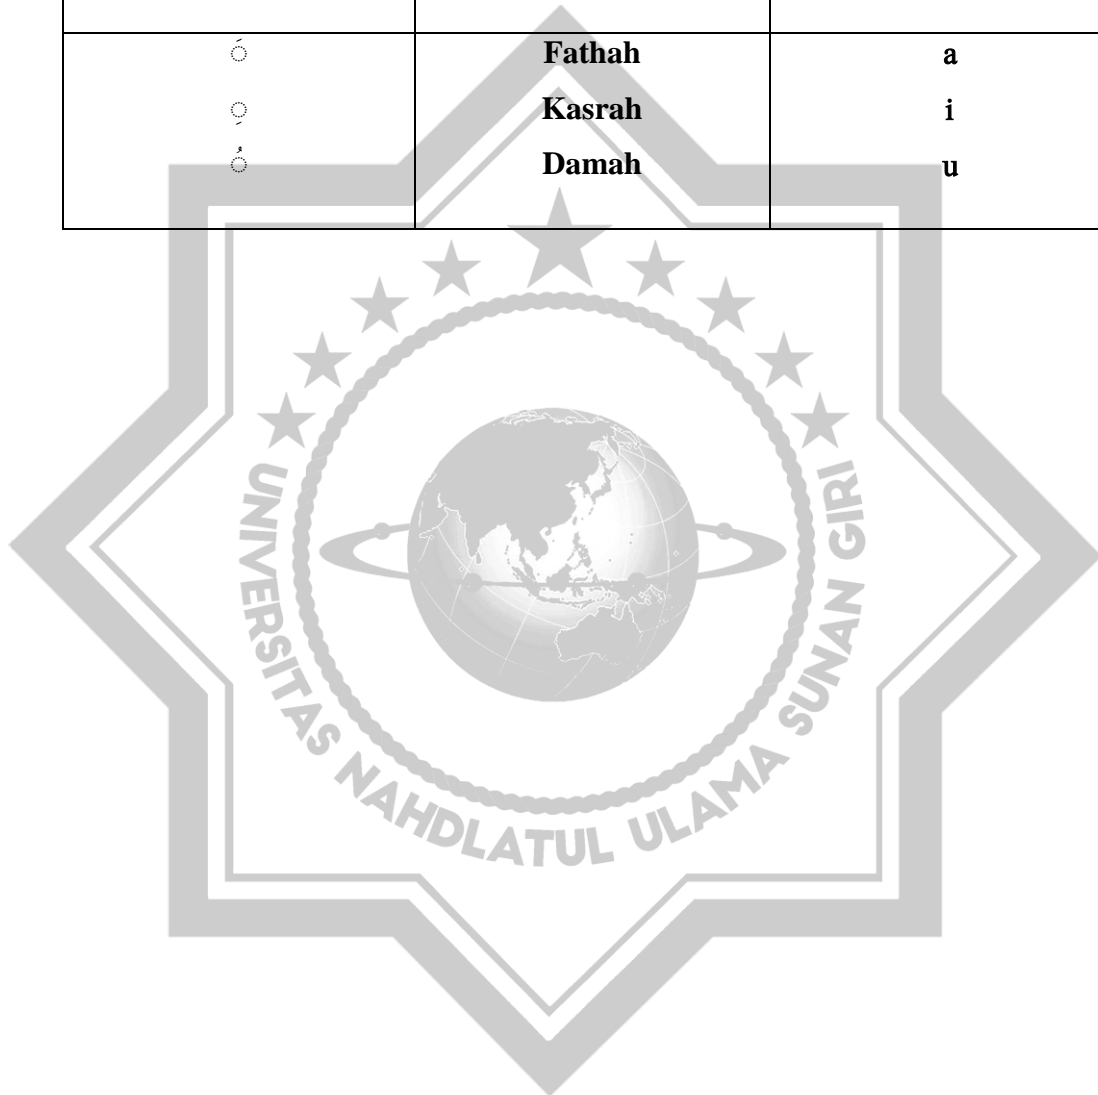 َ Fathah a
ِ Kasrah i
ُ Damah u
UNIVERSITAS NAHDLATUL ULAMA SUNAN GIRI